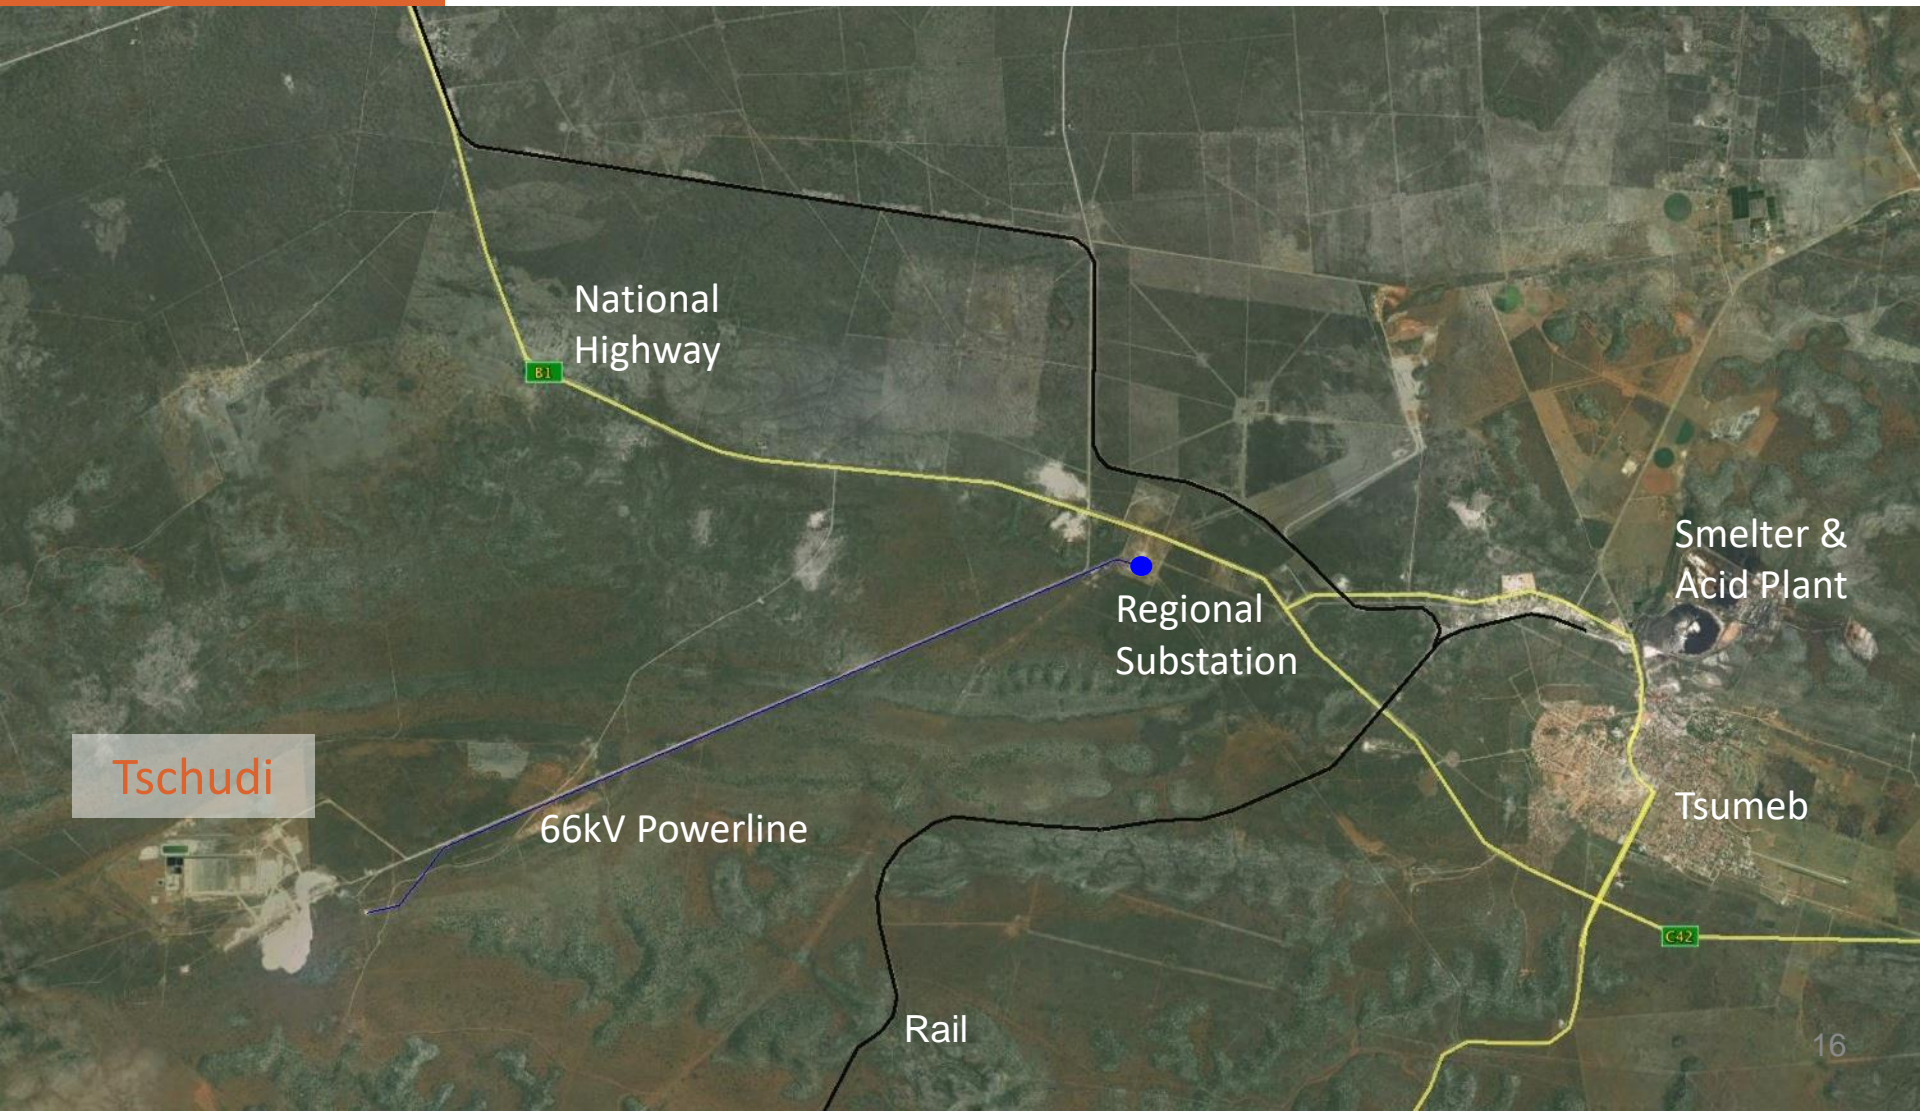 National
Highway
B1
Smelter &
Acid Plant
Regional
Substation
Tschudi
66kV Powerline
Tsumeb
C42
Rail
16